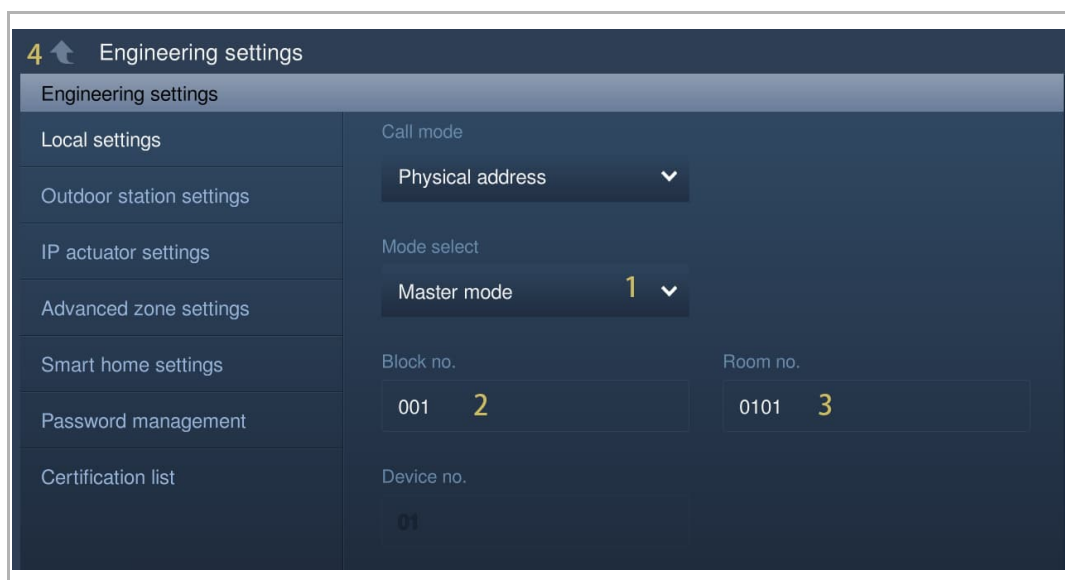 4 Engineering settings
Engineering settings
Local settings
Outdoor station settings
IP actuator settings
Advanced zone settings
Smart home settings
Password management
Certification list
Call mode
Physical address
Mode select
Master mode 1
Block no.
001 2
Room no.
0101 3
Device no.
01